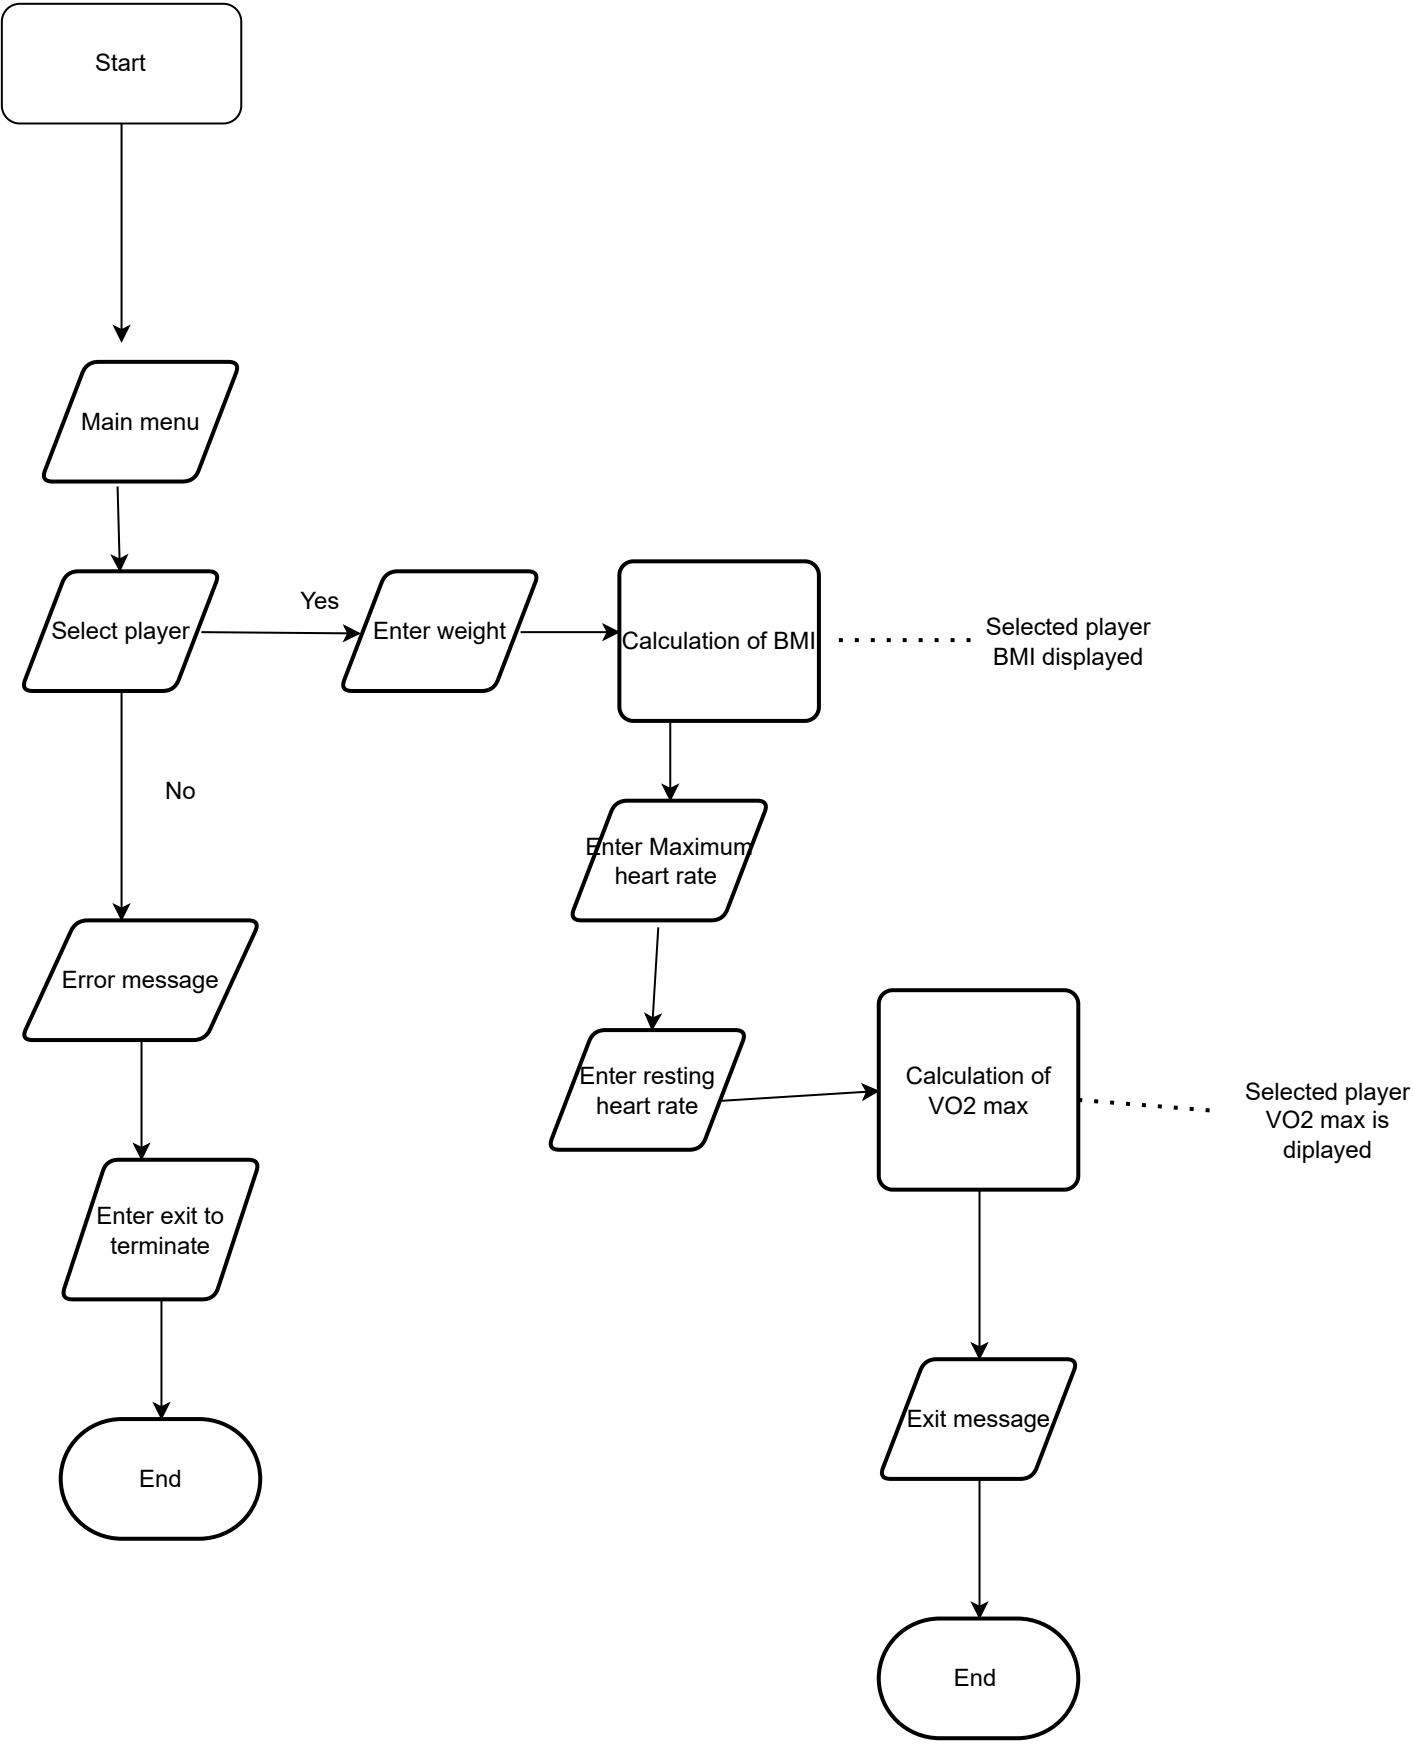 Start
Main menu
Select player
Yes
Enter weight
Calculation of BMI
Selected player
BMI displayed
No
Enter Maximum
heart rate
Error message
Enter resting
heart rate
Calculation of
VO2 max
Selected player
VO2 max is
diplayed
Enter exit to
terminate
Exit message
End
End